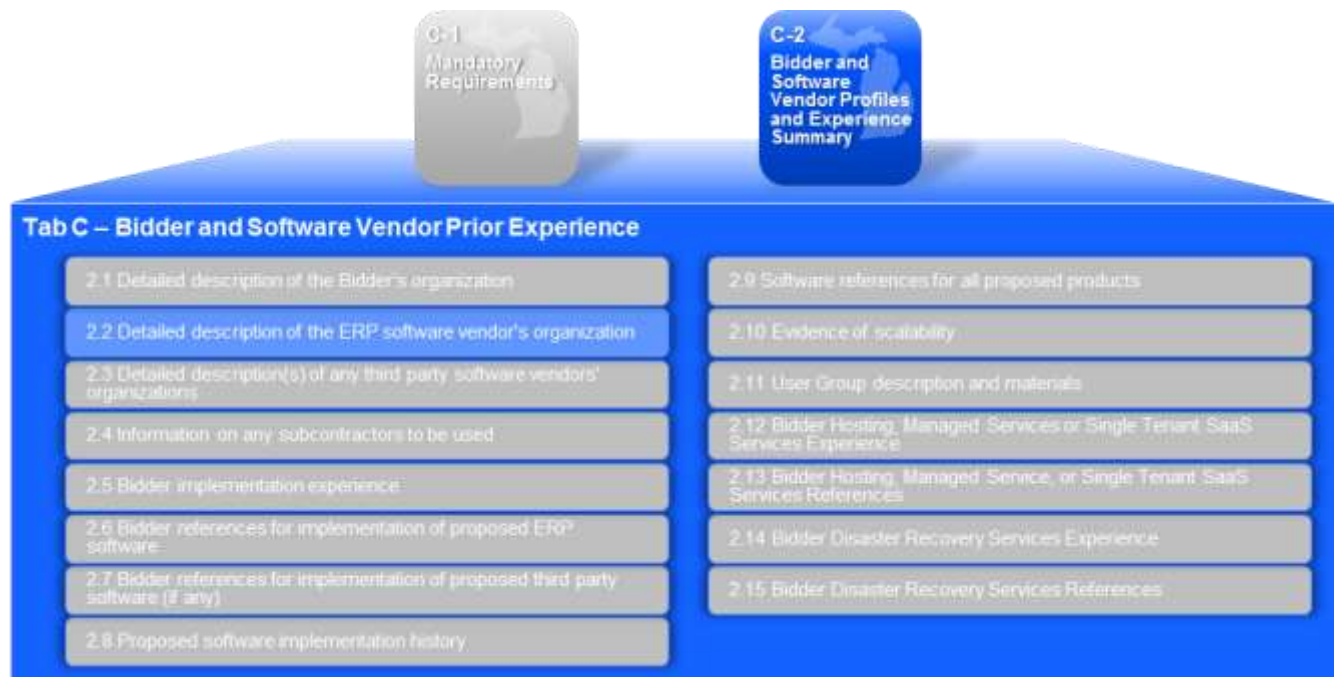 C-1
Mandatory
Requirements
C-2
Bidder and
Software
Vendor Profiles
and Experience
Summary
Tab C – Bidder and Software Vendor Prior Experience
2.1 Detailed description of the Bidder's organization
2.2 Detailed description of the ERP software vendor's organization
2.3 Detailed description(s) of any third party software vendors'
organizations
2.4 Information on any subcontractors to be used
2.5 Bidder implementation experience
2.6 Bidder references for implementation of proposed ERP
software
2.7 Bidder references for implementation of proposed third party
software (if any)
2.8 Proposed software implementation history
2.9 Software references for all proposed products
2.10 Evidence of scalability
2.11 User Group description and materials
2.12 Bidder Hosting, Managed Services or Single Tenant SaaS
Services Experience
2.13 Bidder Hosting, Managed Service, or Single Tenant SaaS
Services References
2.14 Bidder Disaster Recovery Services Experience
2.15 Bidder Disaster Recovery Services References